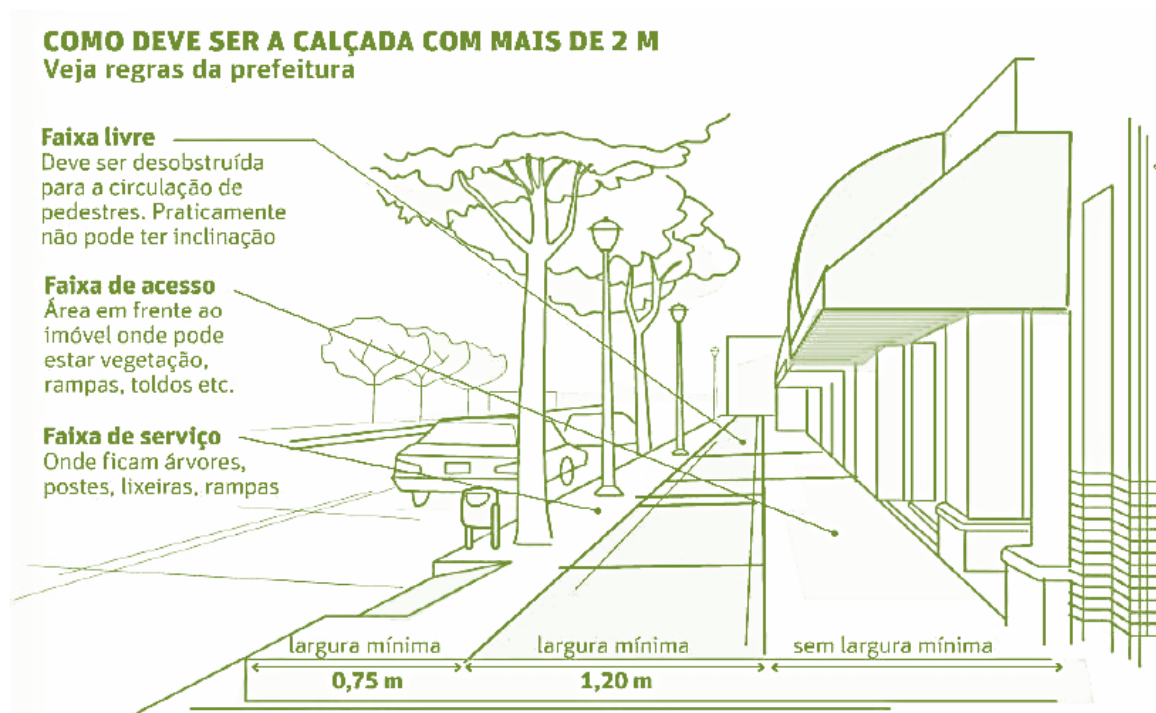 COMO DEVE SER A CALÇADA COM MAIS DE 2 M
Veja regras da prefeitura
Faixa livre
Deve ser desobstruída
para a circulação de
pedestres. Praticamente
não pode ter inclinação
Faixa de acesso
Área em frente ao
imóvel onde pode
estar vegetação,
rampas, toldos etc.
Faixa de serviço
Onde ficam árvores,
postes, lixeiras, rampas
largura mínima
0,75 m
largura mínima
1,20 m
sem largura mínima